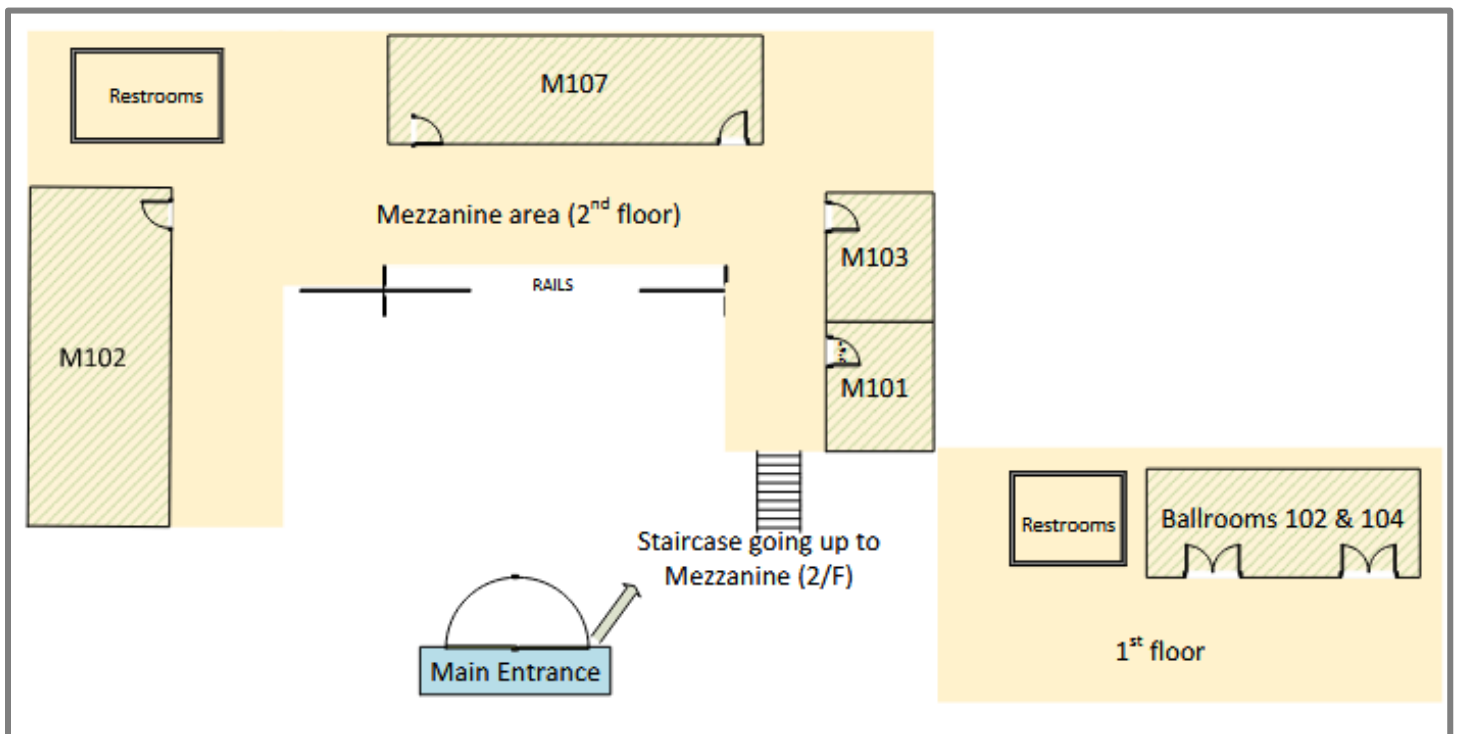 Restrooms
M107
Mezzanine area (2nd floor)
M103
RAILS
M102
M101
Restrooms
Ballrooms 102 & 104
Staircase going up to
Mezzanine (2/F)
1st floor
Main Entrance